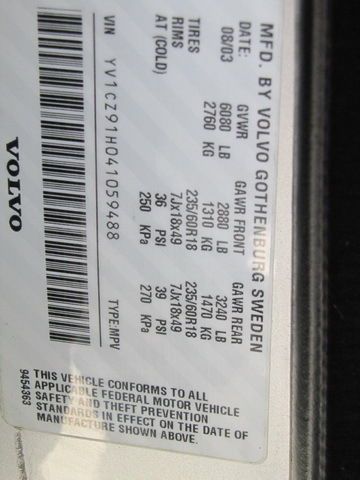 MFD. BY VOLVO GOTHENBURG SWEDEN
DATE: GVWR GAWR FRONT GAWR REAR
08/03 6080 LB 2880 LB 3240 LB
2760 KG 1310 KG 1470 KG
TIRES 235/60R18 235/60R18
RIMS 7Jx18x49 7Jx18x49
AT (COLD) 36 PSI 39 PSI
250 KPa 270 KPa
VIN YV1CZ91H041059488 TYPE:MPV
VOLVO
THIS VEHICLE CONFORMS TO ALL
APPLICABLE FEDERAL MOTOR VEHICLE
SAFETY AND THEFT PREVENTION
STANDARDS IN EFFECT ON THE DATE
OF MANUFACTURE SHOWN ABOVE.
9454363